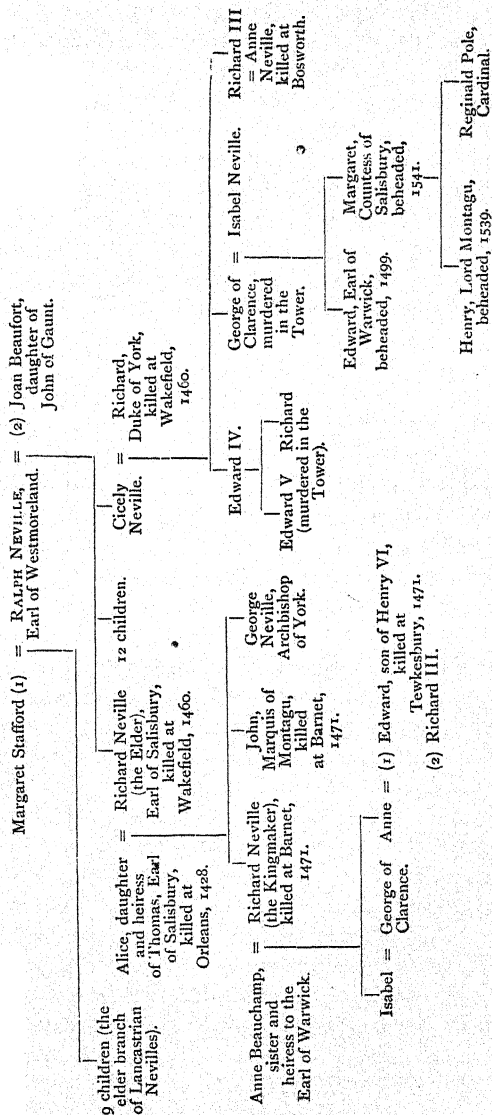 Margaret Stafford (1) = RALPH NEVILLE, = (2) Joan Beaufort,
Earl of Westmoreland.
daughter of
John of Gaunt.
9 children (the
elder branch
of Lancastrian
Nevilles).
Alice, daughter
and heiress
of Thomas, Earl
of Salisbury,
killed at
Orleans, 1428.
=
Richard Neville
(the Elder),
Earl of Salisbury,
killed at
Wakefield, 1460.
12 children.
Cicely
Neville.
=
Richard,
Duke of York,
killed at
Wakefield,
1460.
Anne Beauchamp,
sister and
heiress to the
Earl of Warwick.
=
Richard Neville
(the Kingmaker),
killed at Barnet,
1471.
John,
Marquis of
Montagu,
killed
at Barnet,
1471.
George
Neville,
Archbishop
of York.
Edward IV.
George of
Clarence,
murdered
in the
Tower.
= Isabel Neville.
Richard III
= Anne
Neville,
killed at
Bosworth.
Isabel = George of
Clarence.
Anne = (1) Edward, son of Henry VI,
killed at
Tewkesbury, 1471.
(2) Richard III.
Edward V Richard
(murdered in the
Tower).
Edward, Earl of
Warwick,
beheaded, 1499.
Margaret,
Countess of
Salisbury,
beheaded,
1541.
Henry, Lord Montagu,
beheaded, 1539.
Reginald Pole,
Cardinal.